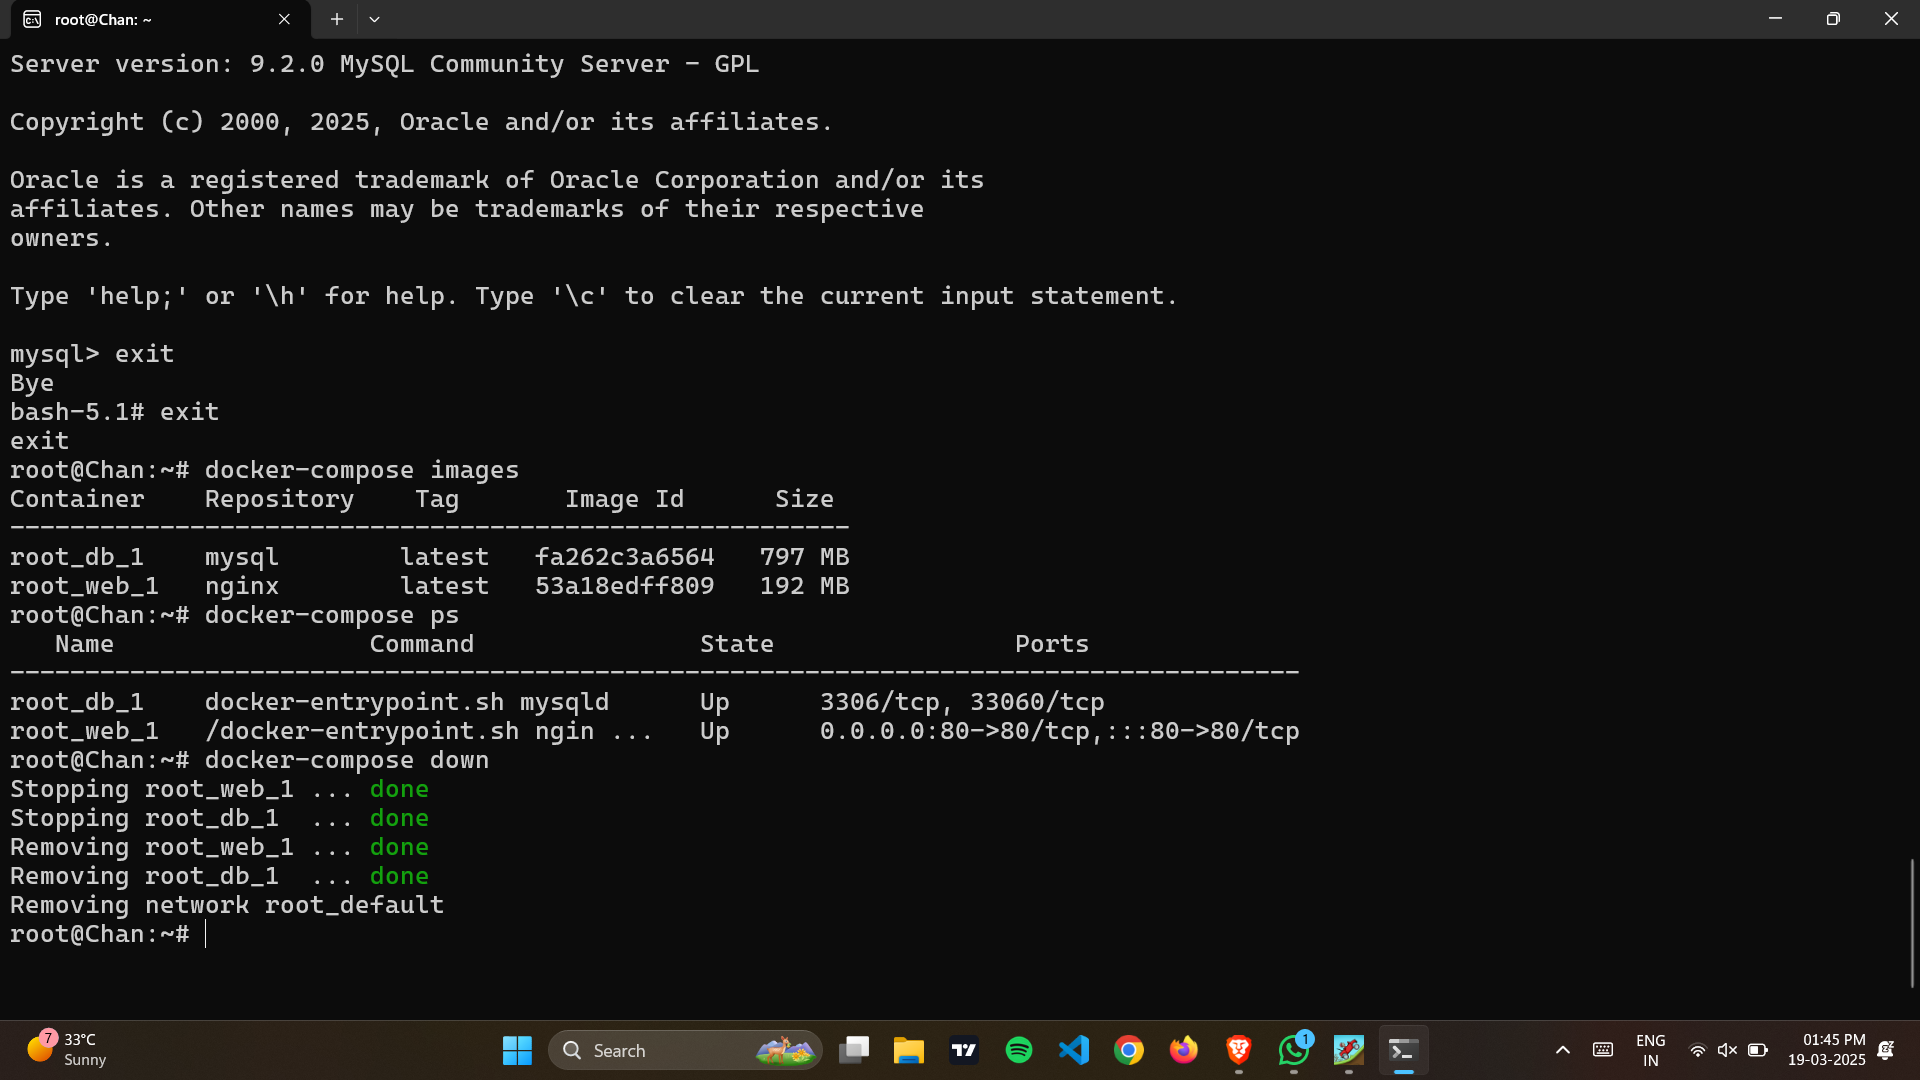 root@Chan: ~
Server version: 9.2.0 MySQL Community Server - GPL
Copyright (c) 2000, 2025, Oracle and/or its affiliates.
Oracle is a registered trademark of Oracle Corporation and/or its
affiliates. Other names may be trademarks of their respective
owners.
Type 'help;' or '\h' for help. Type '\c' to clear the current input statement.
mysql> exit
Bye
bash-5.1# exit
exit
root@Chan:~# docker-compose images
Container    Repository    Tag       Image Id      Size
--------------------------------------------------------
root_db_1    mysql        latest   fa262c3a6564   797 MB
root_web_1   nginx        latest   53a18edff809   192 MB
root@Chan:~# docker-compose ps
   Name                 Command               State                Ports
--------------------------------------------------------------------------------------
root_db_1    docker-entrypoint.sh mysqld      Up      3306/tcp, 33060/tcp
root_web_1   /docker-entrypoint.sh ngin ...   Up      0.0.0.0:80->80/tcp,:::80->80/tcp
root@Chan:~# docker-compose down
Stopping root_web_1 ... done
Stopping root_db_1  ... done
Removing root_web_1 ... done
Removing root_db_1  ... done
Removing network root_default
root@Chan:~#
7
33°C
Sunny
Search
1
ENG
IN
01:45 PM
19-03-2025